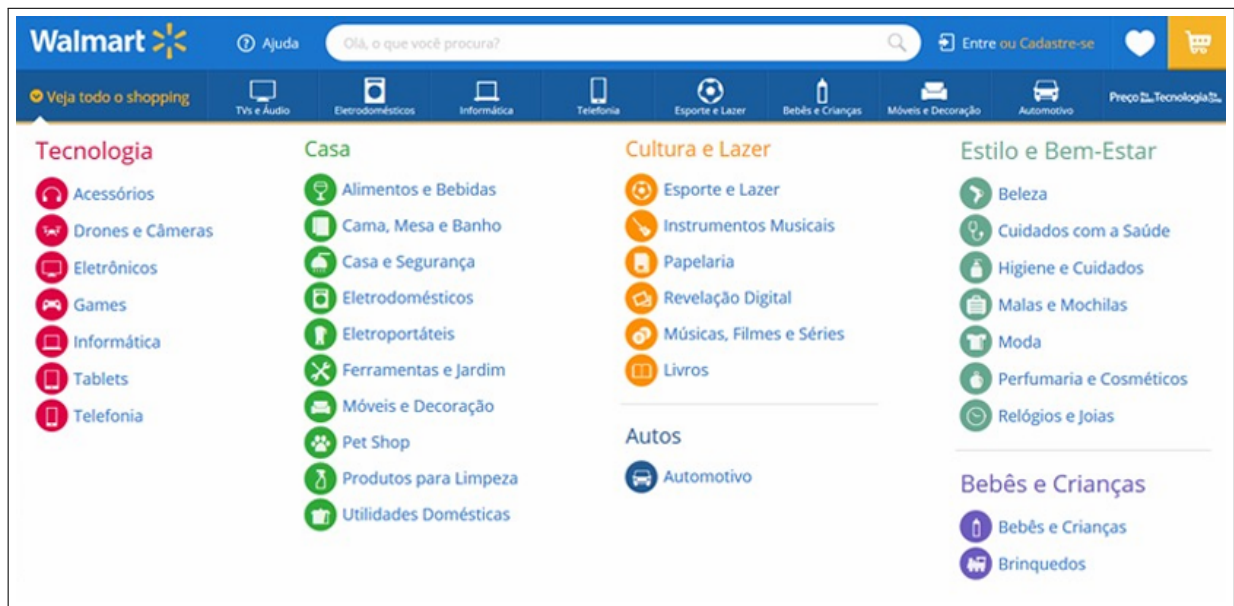 Walmart
Ajuda
Olá, o que você procura?
Entre ou Cadastre-se
Veja todo o shopping
TVs e Áudio
Eletrodomésticos
Informática
Telefonia
Esporte e Lazer
Bebês e Crianças
Móveis e Decoração
Automotivo
Preço
Tecnologia
Tecnologia
Acessórios
Drones e Câmeras
Eletrônicos
Games
Informática
Tablets
Telefonia
Casa
Alimentos e Bebidas
Cama, Mesa e Banho
Casa e Segurança
Eletrodomésticos
Eletroportáteis
Ferramentas e Jardim
Móveis e Decoração
Pet Shop
Produtos para Limpeza
Utilidades Domésticas
Cultura e Lazer
Esporte e Lazer
Instrumentos Musicais
Papelaria
Revelação Digital
Músicas, Filmes e Séries
Livros
Autos
Automotivo
Estilo e Bem-Estar
Beleza
Cuidados com a Saúde
Higiene e Cuidados
Malas e Mochilas
Moda
Perfumaria e Cosméticos
Relógios e Joias
Bebês e Crianças
Bebês e Crianças
Brinquedos